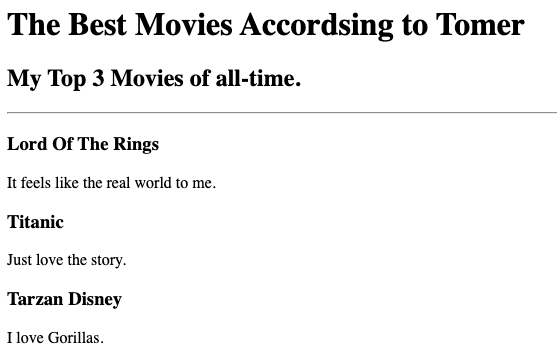 The Best Movies Accordsing to Tomer
My Top 3 Movies of all-time.
Lord Of The Rings
It feels like the real world to me.
Titanic
Just love the story.
Tarzan Disney
I love Gorillas.